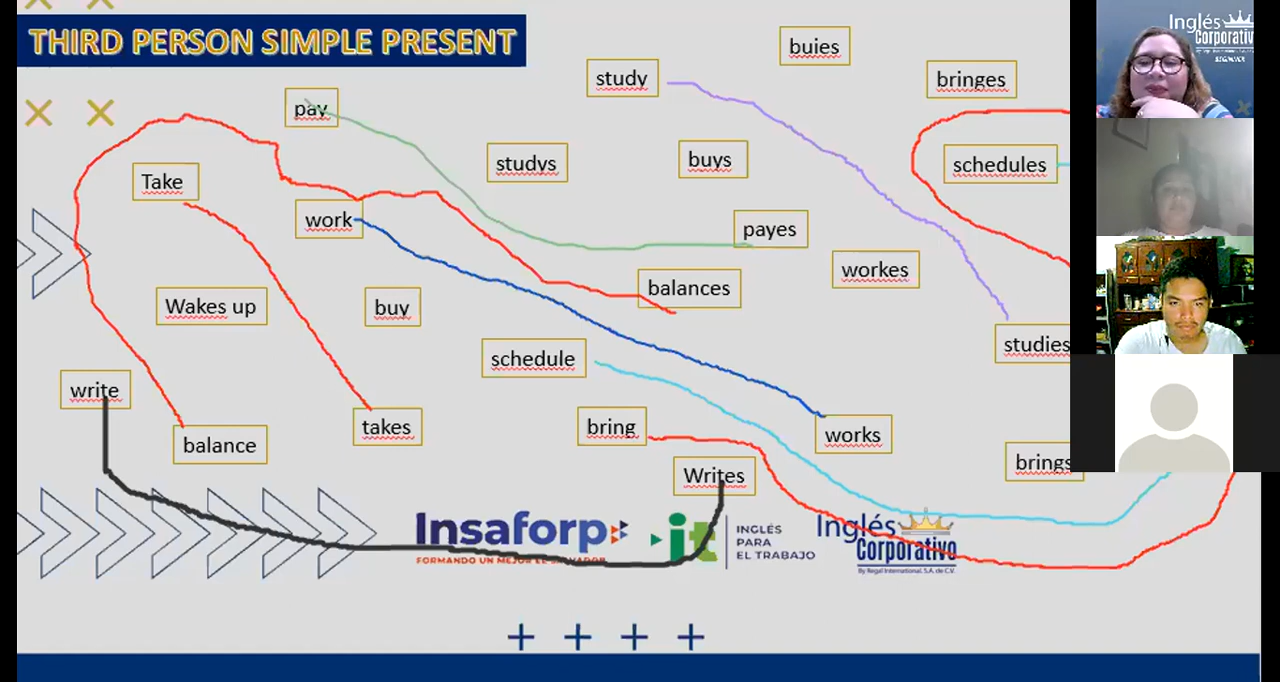 THIRD PERSON SIMPLE PRESENT
buies
study
bringes
pay
studys
buys
schedules
Take
work
payes
workes
balances
Wakes up
buy
studies
schedule
write
takes
bring
works
balance
brings
Writes
Insaforp
FORMANDO UN MEJOR EL SALVADOR
it
INGLÉS
PARA
EL TRABAJO
Inglés
Corporativo
By Regal International, S.A. de C.V.
Inglés
Corporativo
BEGINNER